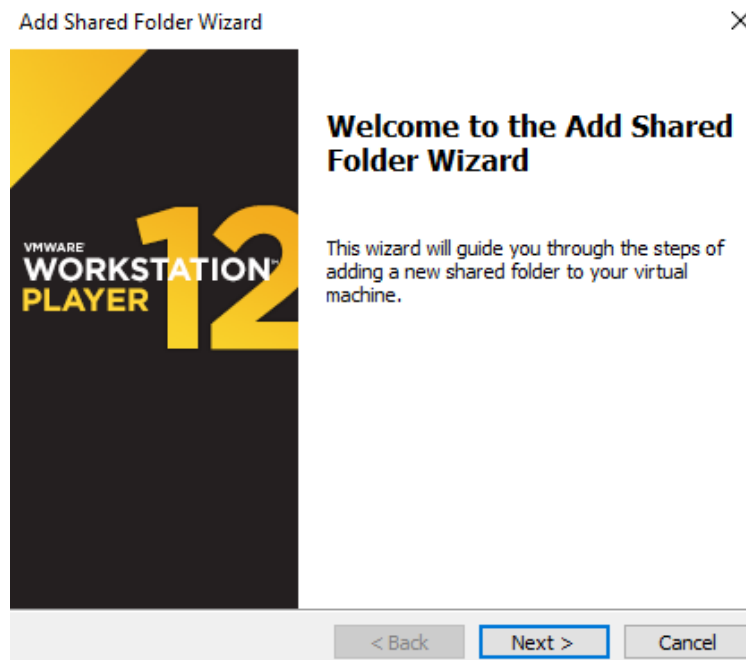 Add Shared Folder Wizard
Welcome to the Add Shared
Folder Wizard
This wizard will guide you through the steps of
adding a new shared folder to your virtual
machine.
VMWARE
WORKSTATION™
PLAYER 12
< Back
Next >
Cancel